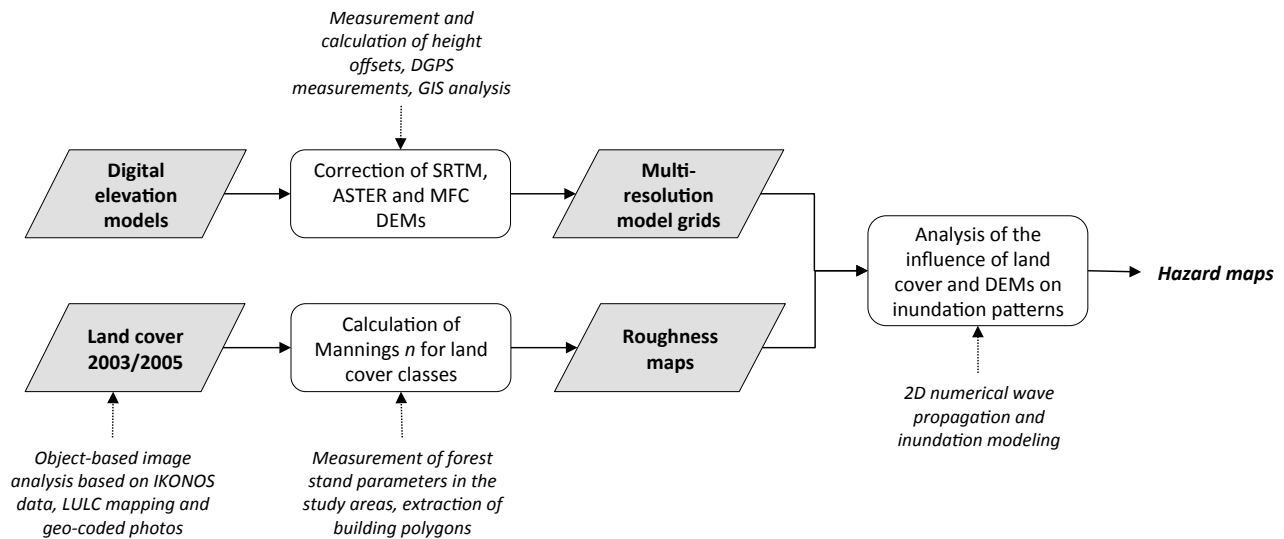 Measurement and
calculation of height
offsets, DGPS
measurements, GIS analysis
Digital
elevation
models
Correction of SRTM,
ASTER and MFC
DEMs
Multi-
resolution
model grids
Analysis of the
influence of land
cover and DEMs on
inundation patterns
Hazard maps
Land cover
2003/2005
Calculation of
Mannings n for land
cover classes
Roughness
maps
2D numerical wave
propagation and
inundation modeling
Object-based image
analysis based on IKONOS
data, LULC mapping and
geo-coded photos
Measurement of forest
stand parameters in the
study areas, extraction of
building polygons